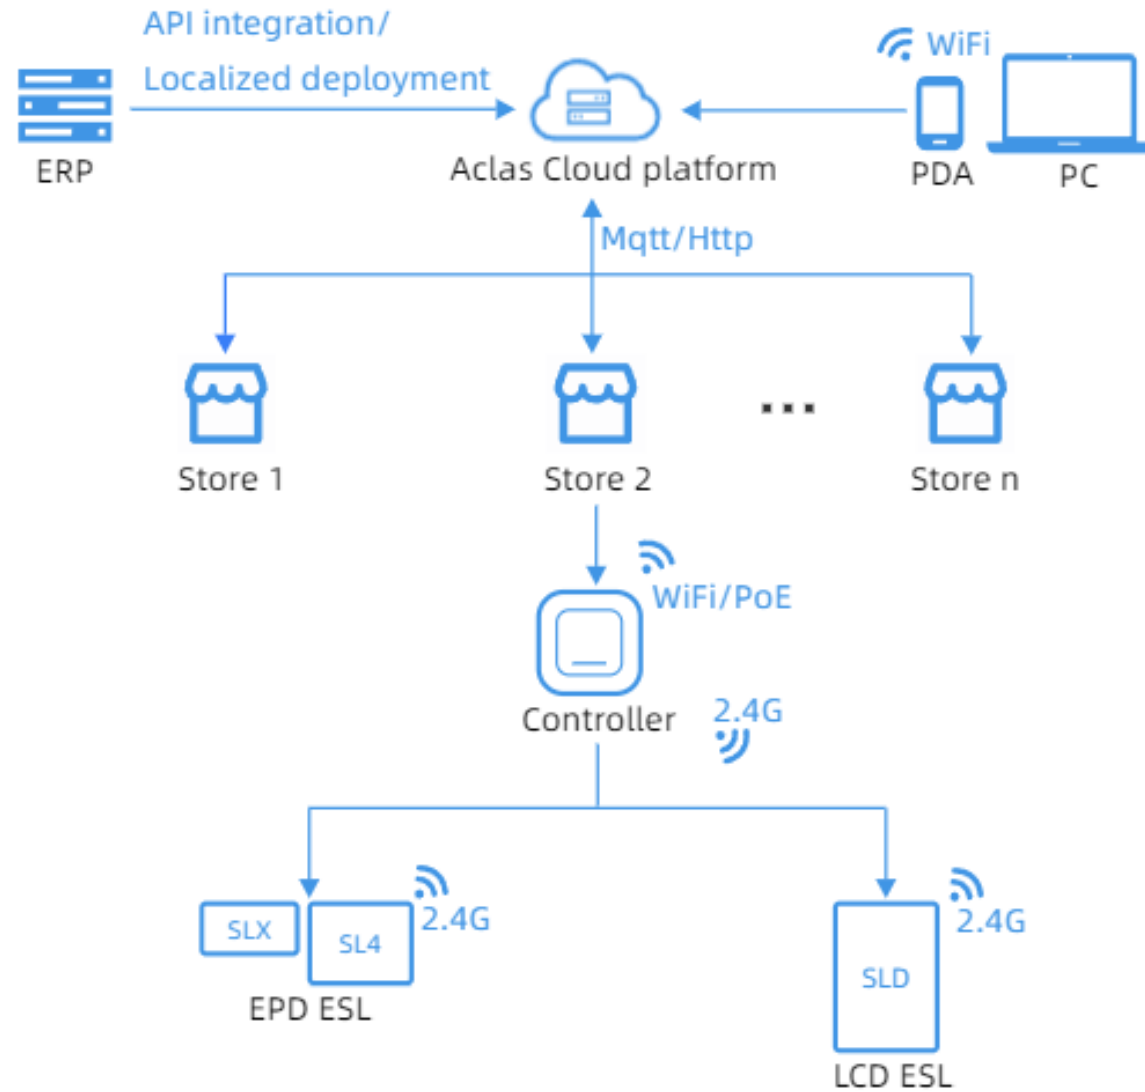 API integration/
Localized deployment
WiFi
ERP
Aclas Cloud platform
PDA
PC
Mqtt/Http
Store 1
Store 2
...
Store n
WiFi/PoE
Controller
2.4G
SLX
SL4
2.4G
EPD ESL
SLD
2.4G
LCD ESL